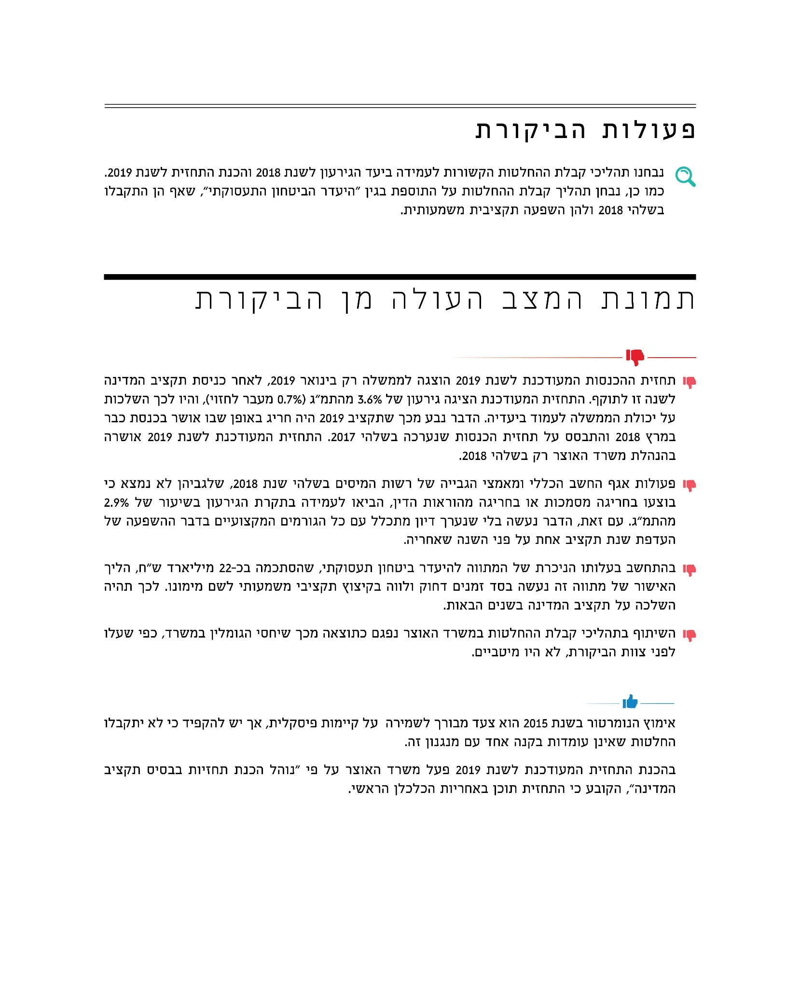 פעולות הביקורת
נבחנו תהליכי קבלת ההחלטות הקשורות לעמידה ביעד הגירעון לשנת 2018 והכנת התחזית לשנת 2019.
כמו כן, נבחן תהליך קבלת ההחלטות על התוספת בגין "היעדר הביטחון התעסוקתי", שאף הן התקבלו
בשלהי 2018 ולהן השפעה תקציבית משמעותית.
תמונת המצב העולה מן הביקורת
תחזית ההכנסות המעודכנת לשנת 2019 הוצגה לממשלה רק בינואר 2019, לאחר כניסת תקציב המדינה
לשנה זו לתוקף. התחזית המעודכנת הציגה גירעון של 3.6% מהתמ"ג (0.7% מעבר לחזוי), והיו לכך השלכות
על יכולת הממשלה לעמוד ביעדיה. הדבר נבע מכך שתקציב 2019 היה חריג באופן שבו אושר בכנסת כבר
במרץ 2018 והתבסס על תחזית הכנסות שנערכה בשלהי 2017. התחזית המעודכנת לשנת 2019 אושרה
בהנהלת משרד האוצר רק בשלהי 2018.
פעולות אגף החשב הכללי ומאמצי הגבייה של רשות המיסים בשלהי שנת 2018, שלגביהן לא נמצא כי
בוצעו בחריגה מסמכות או בחריגה מהוראות הדין, הביאו לעמידה בתקרת הגירעון בשיעור של 2.9%
מהתמ"ג. עם זאת, הדבר נעשה בלי שנערך דיון מתכלל עם כל הגורמים המקצועיים בדבר ההשפעה של
העדפת שנת תקציב אחת על פני השנה שאחריה.
בהתחשב בעלותו הניכרת של המתווה להיעדר ביטחון תעסוקתי, שהסתכמה בכ-22 מיליארד ש"ח, הליך
האישור של מתווה זה נעשה בסד זמנים דחוק ולווה בקיצוץ תקציבי משמעותי לשם מימונו. לכך תהיה
השלכה על תקציב המדינה בשנים הבאות.
השיתוף בתהליכי קבלת ההחלטות במשרד האוצר נפגם כתוצאה מכך שיחסי הגומלין במשרד, כפי שעלו
לפני צוות הביקורת, לא היו מיטביים.
אימוץ הנומרטור בשנת 2015 הוא צעד מבורך לשמירה  על קיימות פיסקלית, אך יש להקפיד כי לא יתקבלו
החלטות שאינן עומדות בקנה אחד עם מנגנון זה.
בהכנת התחזית המעודכנת לשנת 2019 פעל משרד האוצר על פי "נוהל הכנת תחזיות בבסיס תקציב
המדינה", הקובע כי התחזית תוכן באחריות הכלכלן הראשי.